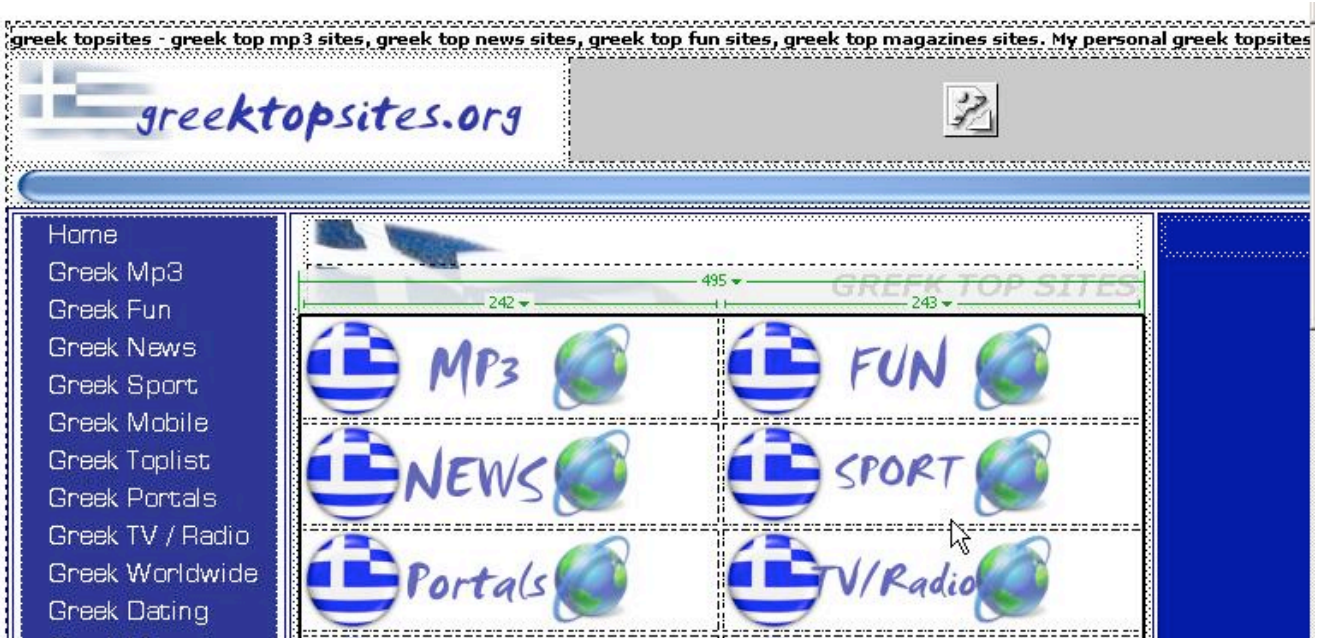 greek topsites - greek top mp3 sites, greek top news sites, greek top fun sites, greek top magazines sites. My personal greek topsites
greektopsites.org
Home
Greek Mp3
Greek Fun
Greek News
Greek Sport
Greek Mobile
Greek Toplist
Greek Portals
Greek TV / Radio
Greek Worldwide
Greek Dating
495
GREEK TOP SITES
242
243
MP3
FUN
NEWS
SPORT
Portals
TV/Radio